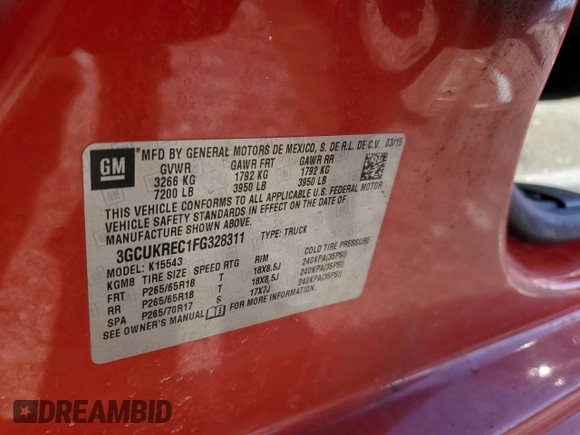 GM
MFD BY GENERAL MOTORS DE MEXICO, S. DE R.L. DE C.V. 03/15
GVWR GAWR FRT GAWR RR
3266 KG 1792 KG 1792 KG
7200 LB 3950 LB 3950 LB
THIS VEHICLE CONFORMS TO ALL APPLICABLE U.S. FEDERAL MOTOR
VEHICLE SAFETY STANDARDS IN EFFECT ON THE DATE OF
MANUFACTURE SHOWN ABOVE.
3GCUKREC1FG328311 TYPE: TRUCK
MODEL: K15543
KGMB TIRE SIZE SPEED RTG RIM COLD TIRE PRESSURE
FRT P265/65R18 T 18X8.5J 240KPA(35PSI)
RR P265/65R18 T 18X8.5J 240KPA(35PSI)
SPA P265/70R17 S 17X7J 240KPA(35PSI)
SEE OWNER'S MANUAL FOR MORE INFORMATION.
DREAMBID